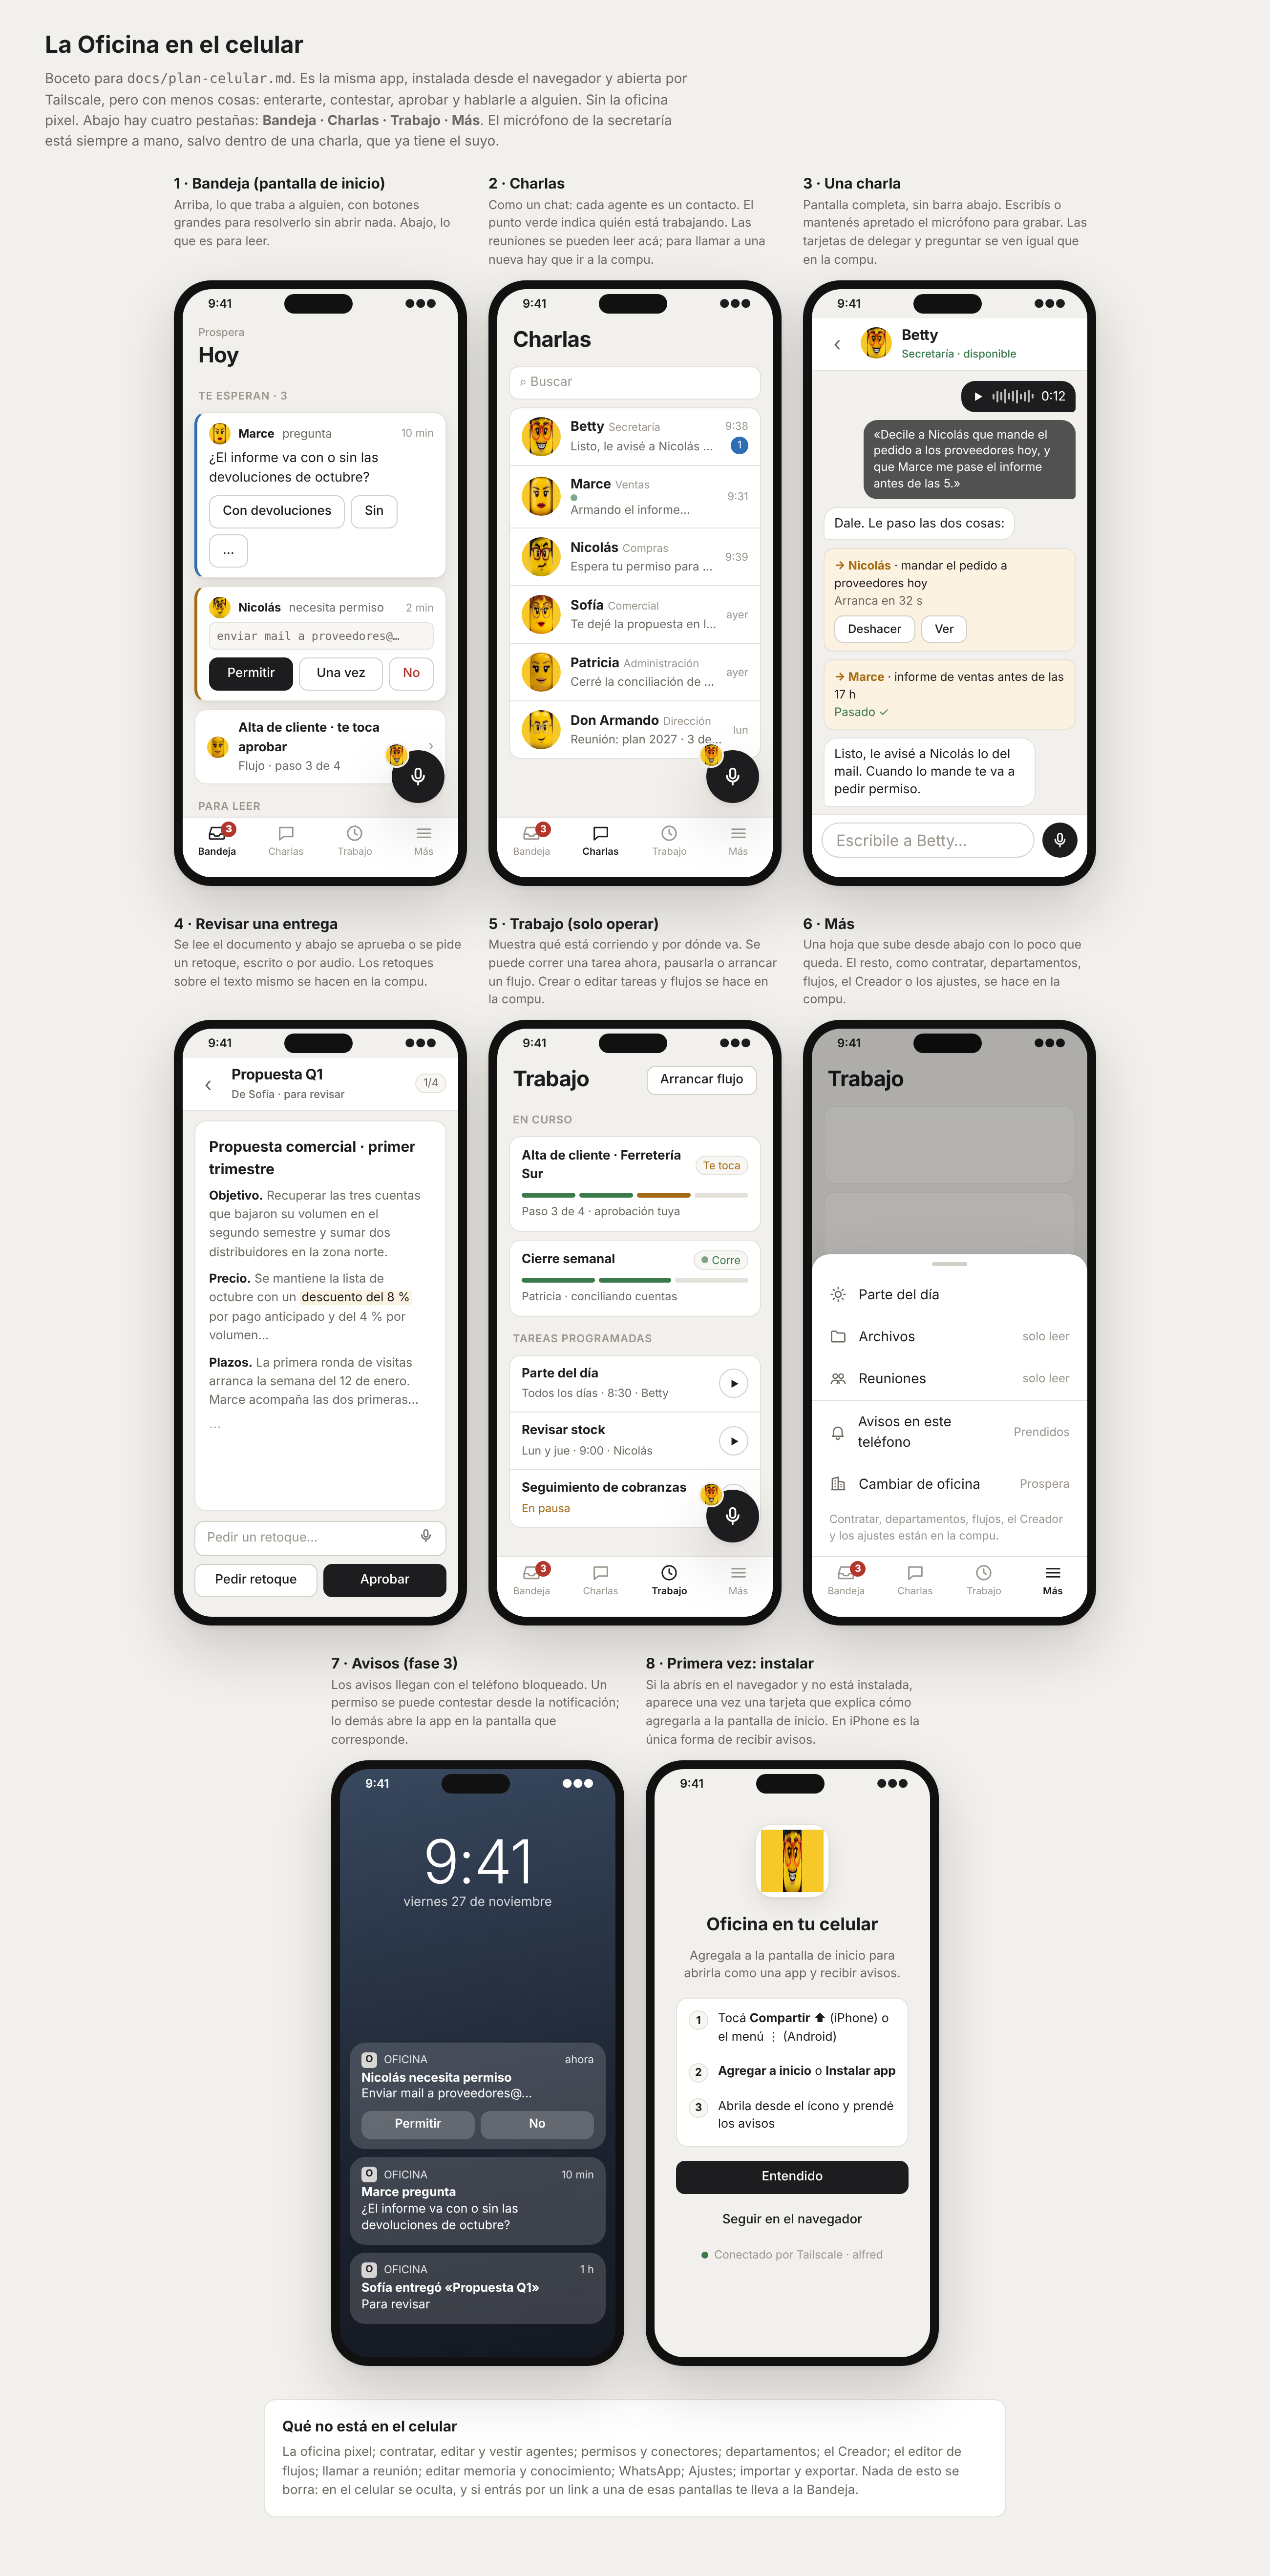 La Oficina en el celular
Boceto para docs/plan-celular.md. Es la misma app, instalada desde el navegador y abierta por
Tailscale, pero con menos cosas: enterarte, contestar, aprobar y hablarle a alguien. Sin la oficina
pixel. Abajo hay cuatro pestañas: Bandeja · Charlas · Trabajo · Más. El micrófono de la secretaría
está siempre a mano, salvo dentro de una charla, que ya tiene el suyo.
1 · Bandeja (pantalla de inicio)
Arriba, lo que traba a alguien, con botones
grandes para resolverlo sin abrir nada. Abajo, lo
que es para leer.
9:41
Prospera
Hoy
TE ESPERAN · 3
Marce pregunta 10 min
¿El informe va con o sin las
devoluciones de octubre?
Con devoluciones Sin
...
Nicolás necesita permiso 2 min
enviar mail a proveedores@…
Permitir Una vez No
Alta de cliente · te toca
aprobar
Flujo · paso 3 de 4
PARA LEER
3
Bandeja Charlas Trabajo Más
2 · Charlas
Como un chat: cada agente es un contacto. El
punto verde indica quién está trabajando. Las
reuniones se pueden leer acá; para llamar a una
nueva hay que ir a la compu.
9:41
Charlas
⌕ Buscar
Betty Secretaría 9:38
Listo, le avisé a Nicolás ... 1
Marce Ventas
9:31
Armando el informe...
Nicolás Compras
9:39
Espera tu permiso para ...
Sofía Comercial
ayer
Te dejé la propuesta en l...
Patricia Administración
ayer
Cerré la conciliación de ...
Don Armando Dirección
lun
Reunión: plan 2027 · 3 de...
3
Bandeja Charlas Trabajo Más
3 · Una charla
Pantalla completa, sin barra abajo. Escribís o
mantenés apretado el micrófono para grabar. Las
tarjetas de delegar y preguntar se ven igual que
en la compu.
9:41
‹ Betty
Secretaría · disponible
0:12
«Decile a Nicolás que mande el
pedido a los proveedores hoy, y
que Marce me pase el informe
antes de las 5.»
Dale. Le paso las dos cosas:
→ Nicolás · mandar el pedido a
proveedores hoy
Arranca en 32 s
Deshacer Ver
→ Marce · informe de ventas antes de las
17 h
Pasado ✓
Listo, le avisé a Nicolás lo del
mail. Cuando lo mande te va a
pedir permiso.
Escribile a Betty...
4 · Revisar una entrega
Se lee el documento y abajo se aprueba o se pide
un retoque, escrito o por audio. Los retoques
sobre el texto mismo se hacen en la compu.
9:41
‹ Propuesta Q1
De Sofía · para revisar
1/4
Propuesta comercial · primer
trimestre
Objetivo. Recuperar las tres cuentas
que bajaron su volumen en el
segundo semestre y sumar dos
distribuidores en la zona norte.
Precio. Se mantiene la lista de
octubre con un descuento del 8 %
por pago anticipado y del 4 % por
volumen...
Plazos. La primera ronda de visitas
arranca la semana del 12 de enero.
Marce acompaña las dos primeras...
...
Pedir un retoque...
Pedir retoque Aprobar
5 · Trabajo (solo operar)
Muestra qué está corriendo y por dónde va. Se
puede correr una tarea ahora, pausarla o arrancar
un flujo. Crear o editar tareas y flujos se hace en
la compu.
9:41
Trabajo Arrancar flujo
EN CURSO
Alta de cliente · Ferretería
Sur
Te toca
Paso 3 de 4 · aprobación tuya
Cierre semanal Corre
Patricia · conciliando cuentas
TAREAS PROGRAMADAS
Parte del día
Todos los días · 8:30 · Betty
Revisar stock
Lun y jue · 9:00 · Nicolás
Seguimiento de cobranzas
En pausa
3
Bandeja Charlas Trabajo Más
6 · Más
Una hoja que sube desde abajo con lo poco que
queda. El resto, como contratar, departamentos,
flujos, el Creador o los ajustes, se hace en la
compu.
9:41
Trabajo
Parte del día
Archivos solo leer
Reuniones solo leer
Avisos en este
teléfono
Prendidos
Cambiar de oficina Prospera
Contratar, departamentos, flujos, el Creador
y los ajustes están en la compu.
3
Bandeja Charlas Trabajo Más
7 · Avisos (fase 3)
Los avisos llegan con el teléfono bloqueado. Un
permiso se puede contestar desde la notificación;
lo demás abre la app en la pantalla que
corresponde.
9:41
9:41
viernes 27 de noviembre
O OFICINA ahora
Nicolás necesita permiso
Enviar mail a proveedores@...
Permitir No
O OFICINA 10 min
Marce pregunta
¿El informe va con o sin las
devoluciones de octubre?
O OFICINA 1 h
Sofía entregó «Propuesta Q1»
Para revisar
8 · Primera vez: instalar
Si la abrís en el navegador y no está instalada,
aparece una vez una tarjeta que explica cómo
agregarla a la pantalla de inicio. En iPhone es la
única forma de recibir avisos.
9:41
Oficina en tu celular
Agregala a la pantalla de inicio para
abrirla como una app y recibir avisos.
1 Tocá Compartir ⬆ (iPhone) o
el menú ⋮ (Android)
2 Agregar a inicio o Instalar app
3 Abrila desde el ícono y prendé
los avisos
Entendido
Seguir en el navegador
Conectado por Tailscale · alfred
Qué no está en el celular
La oficina pixel; contratar, editar y vestir agentes; permisos y conectores; departamentos; el Creador; el editor de
flujos; llamar a reunión; editar memoria y conocimiento; WhatsApp; Ajustes; importar y exportar. Nada de esto se
borra: en el celular se oculta, y si entrás por un link a una de esas pantallas te lleva a la Bandeja.